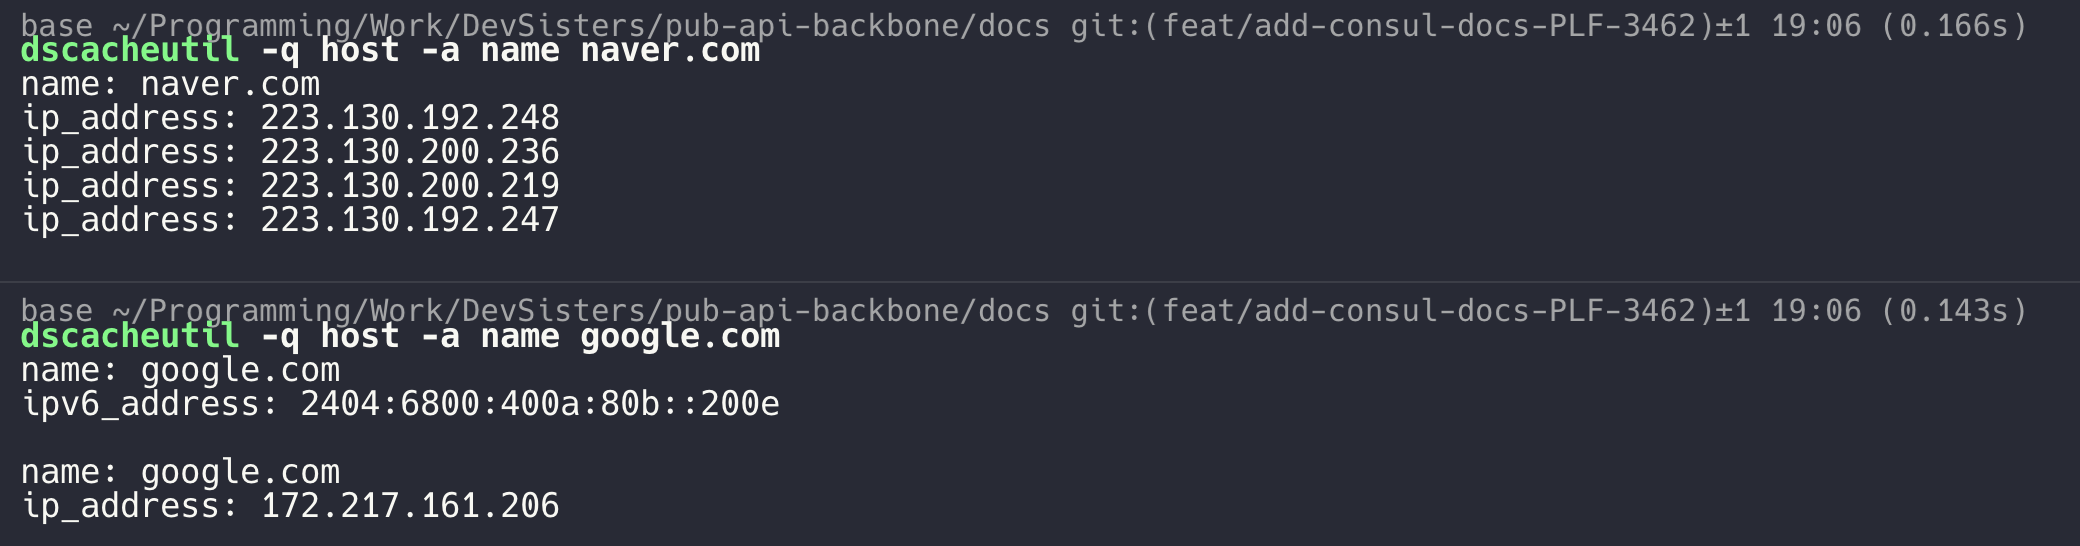 base ~/Programming/Work/DevSisters/pub-api-backbone/docs git:(feat/add-consul-docs-PLF-3462)±1 19:06 (0.166s)
dscacheutil -q host -a name naver.com
name: naver.com
ip_address: 223.130.192.248
ip_address: 223.130.200.236
ip_address: 223.130.200.219
ip_address: 223.130.192.247
base ~/Programming/Work/DevSisters/pub-api-backbone/docs git:(feat/add-consul-docs-PLF-3462)±1 19:06 (0.143s)
dscacheutil -q host -a name google.com
name: google.com
ipv6_address: 2404:6800:400a:80b::200e
name: google.com
ip_address: 172.217.161.206